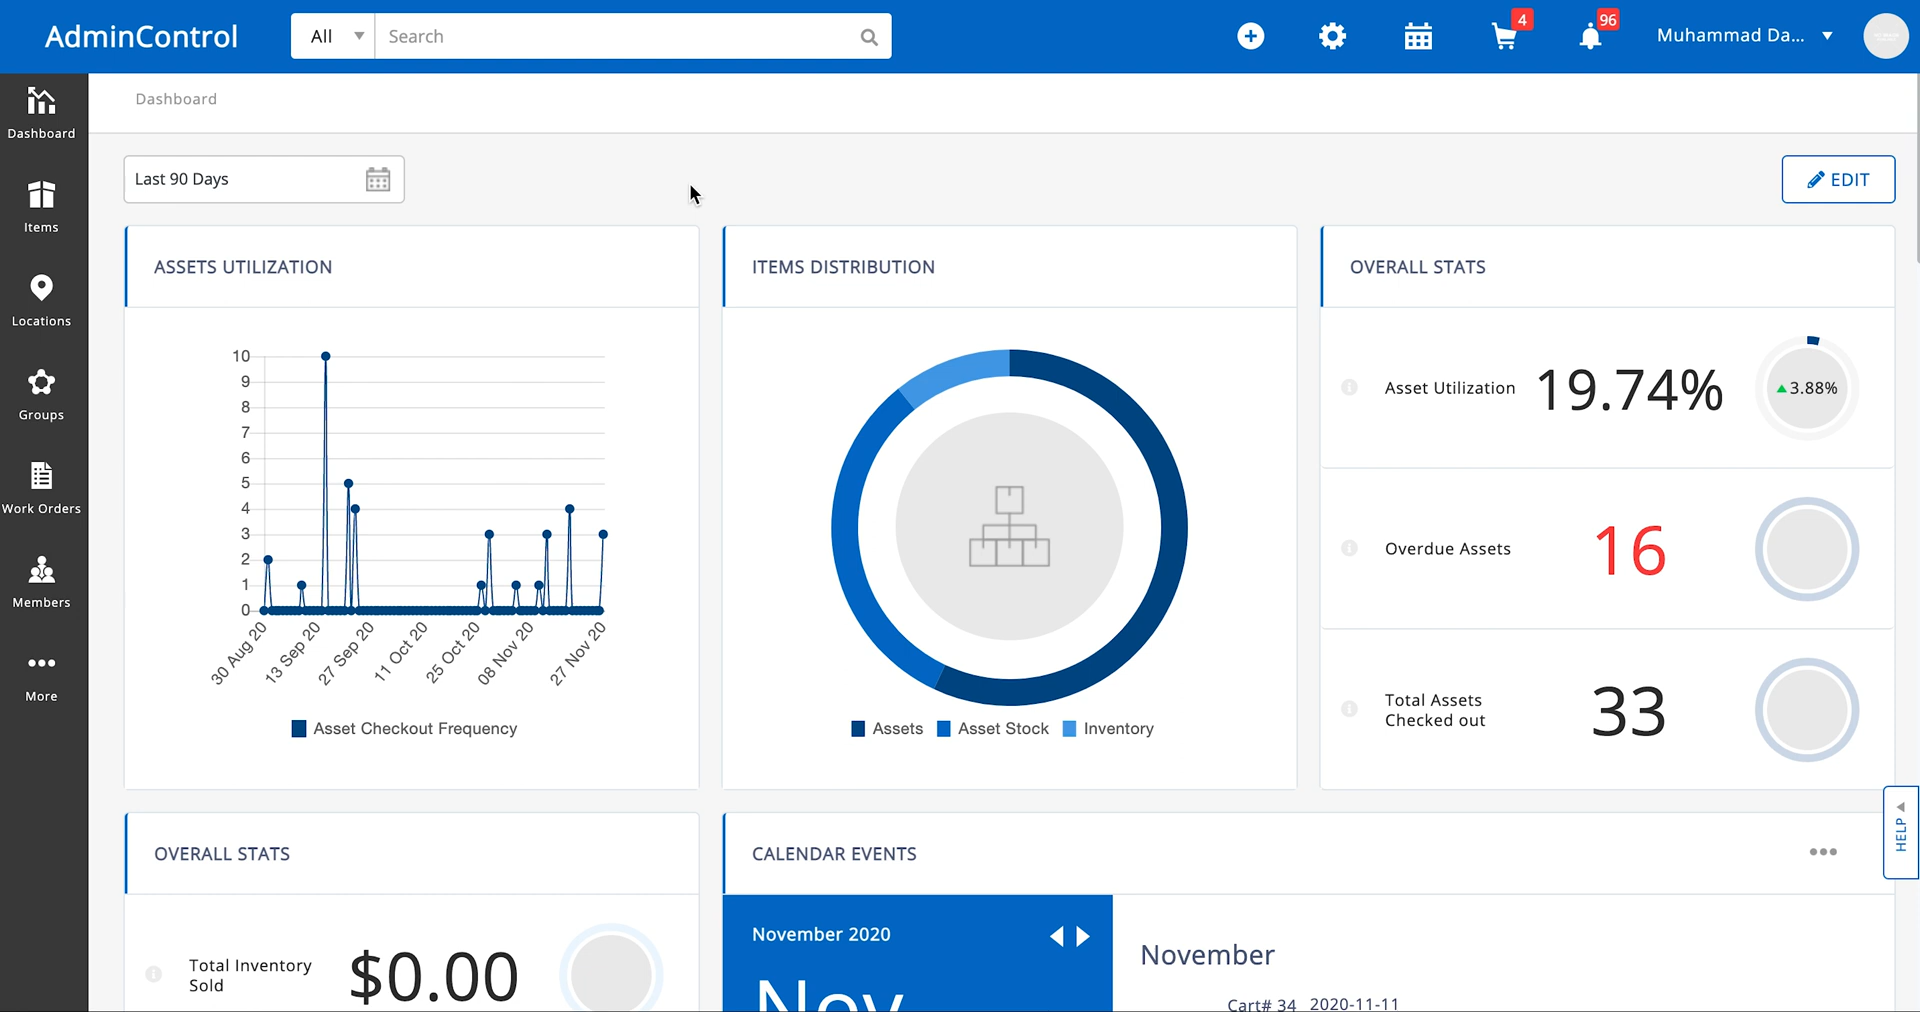 AdminControl
All
Search
4
96
Muhammad Da...
Dashboard
Items
Locations
Groups
Work Orders
Members
More
Dashboard
Last 90 Days
EDIT
ASSETS UTILIZATION
10
9
8
7
6
5
4
3
2
1
0
30 Aug 20
13 Sep 20
27 Sep 20
11 Oct 20
25 Oct 20
08 Nov 20
27 Nov 20
Asset Checkout Frequency
ITEMS DISTRIBUTION
Assets
Asset Stock
Inventory
OVERALL STATS
Asset Utilization
19.74%
3.88%
Overdue Assets
16
Total Assets
Checked out
33
HELP
OVERALL STATS
Total Inventory
Sold
$0.00
CALENDAR EVENTS
November 2020
Nov
November
Cart# 34 2020-11-11